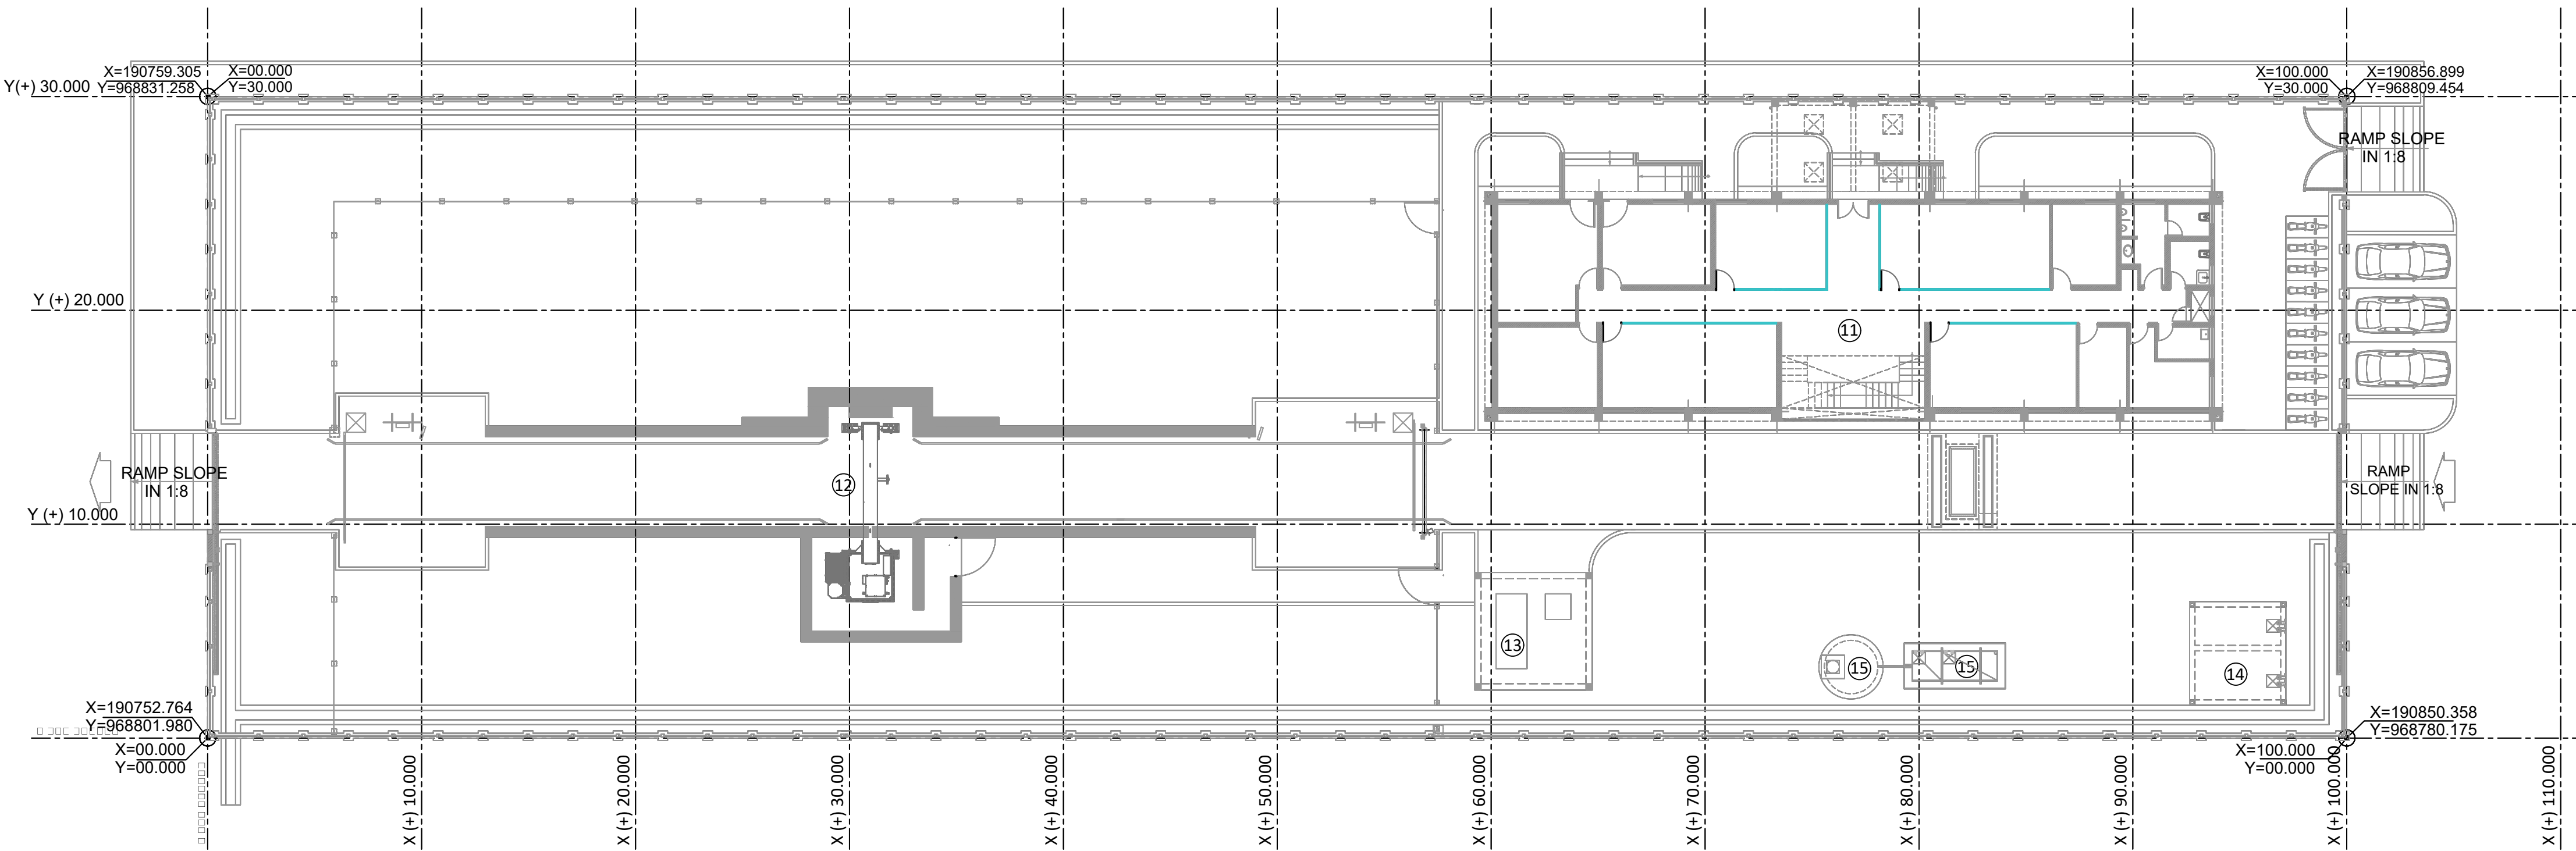 X=190759.305
Y=968831.258
X=00.000
Y=30.000
X=100.000
Y=30.000
X=190856.899
Y=968809.454
Y(+) 30.000
RAMP SLOPE
IN 1:8
Y (+) 20.000
11
RAMP SLOPE
IN 1:8
12
RAMP
SLOPE IN 1:8
Y (+) 10.000
13
15
15
14
X=190752.764
Y=968801.980
X=00.000
Y=00.000
X=190850.358
Y=968780.175
X=100.000
Y=00.000
X (+) 10.000
X (+) 20.000
X (+) 30.000
X (+) 40.000
X (+) 50.000
X (+) 60.000
X (+) 70.000
X (+) 80.000
X (+) 90.000
X (+) 100.000
X (+) 110.000